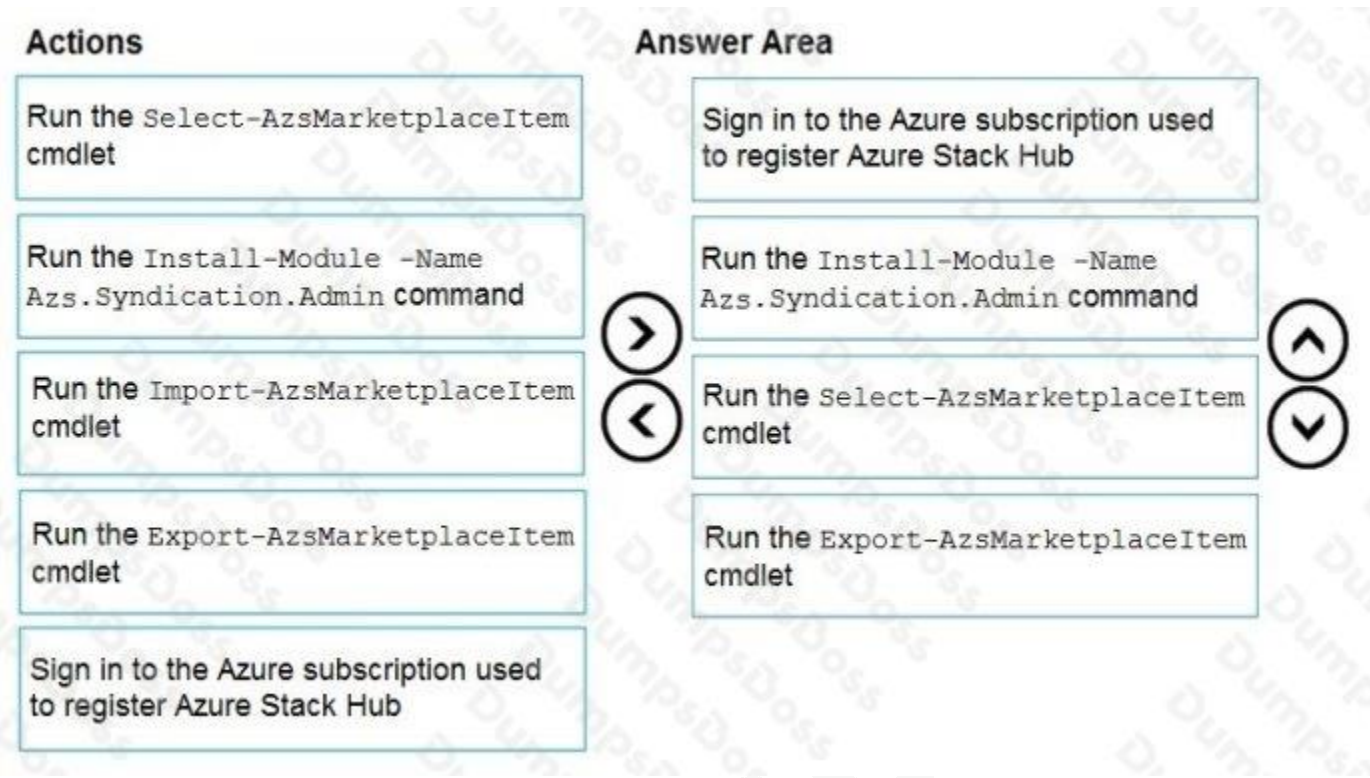 Actions
Run the Select-AzsMarketplaceItem
cmdlet
Run the Install-Module -Name
Azs.Syndication.Admin command
Run the Import-AzsMarketplaceItem
cmdlet
Run the Export-AzsMarketplaceItem
cmdlet
Sign in to the Azure subscription used
to register Azure Stack Hub
Answer Area
Sign in to the Azure subscription used
to register Azure Stack Hub
Run the Install-Module -Name
Azs.Syndication.Admin command
Run the Select-AzsMarketplaceItem
cmdlet
Run the Export-AzsMarketplaceItem
cmdlet
DumpsDoss